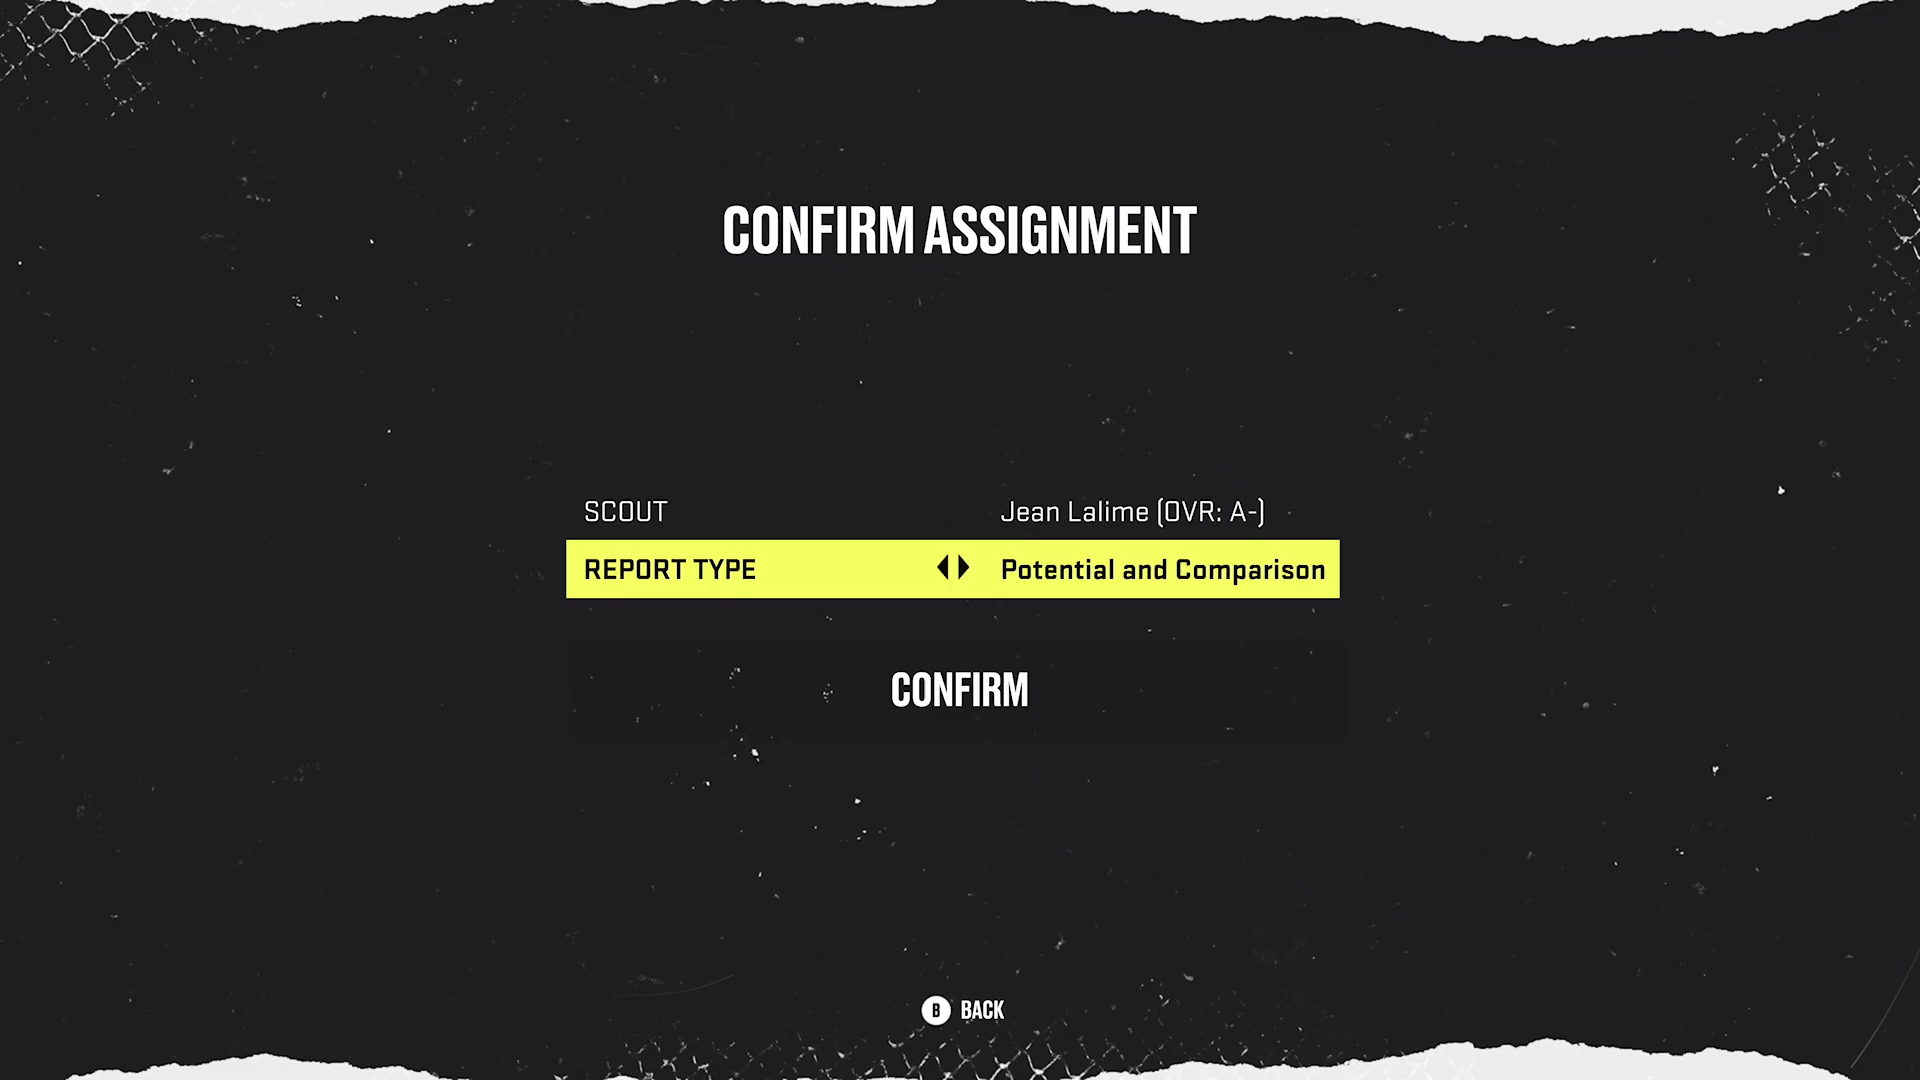 CONFIRM ASSIGNMENT
SCOUT Jean Lalime (OVR: A-)
REPORT TYPE Potential and Comparison
CONFIRM
B BACK